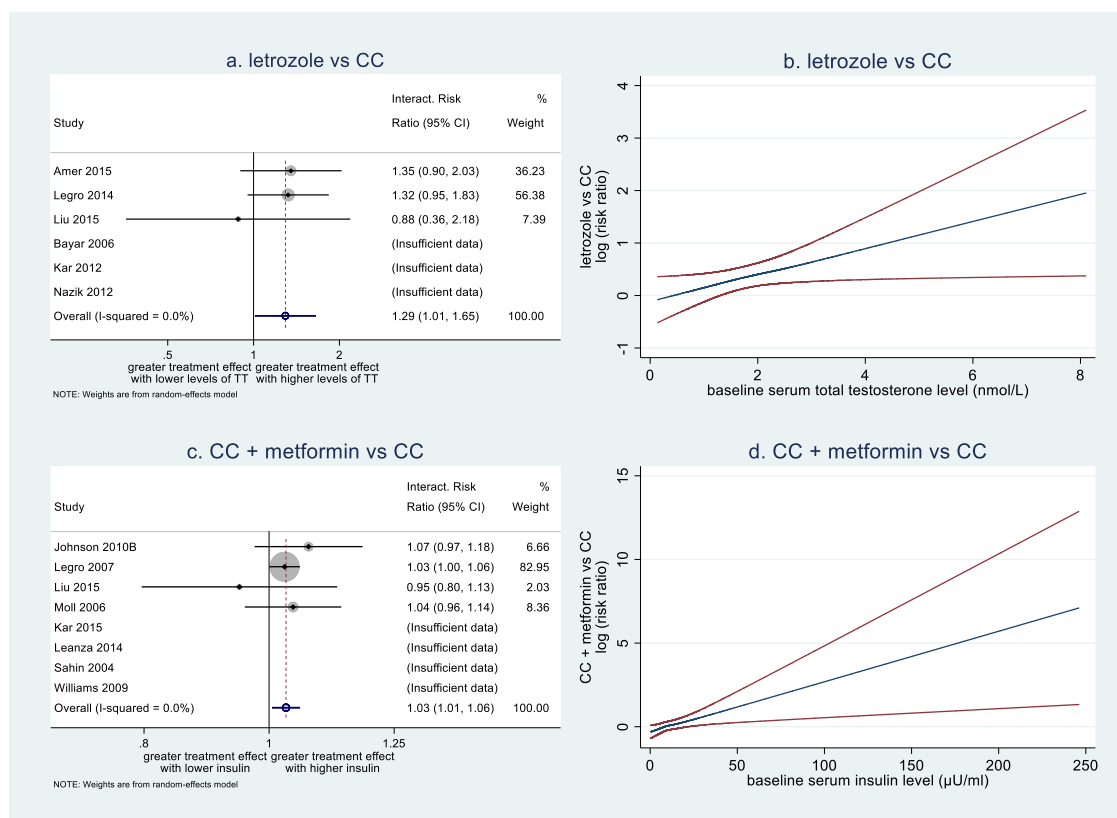 a. letrozole vs CC
Interact. Risk %
Study Ratio (95% CI) Weight
Amer 2015 1.35 (0.90, 2.03) 36.23
Legro 2014 1.32 (0.95, 1.83) 56.38
Liu 2015 0.88 (0.36, 2.18) 7.39
Bayar 2006 (Insufficient data)
Kar 2012 (Insufficient data)
Nazik 2012 (Insufficient data)
Overall (I-squared = 0.0%) 1.29 (1.01, 1.65) 100.00
.5 1 2
greater treatment effect greater treatment effect
with lower levels of TT with higher levels of TT
NOTE: Weights are from random-effects model
b. letrozole vs CC
4
3
2
1
0
-1
letrozole vs CC
log (risk ratio)
0 2 4 6 8
baseline serum total testosterone level (nmol/L)
c. CC + metformin vs CC
Interact. Risk %
Study Ratio (95% CI) Weight
Johnson 2010B 1.07 (0.97, 1.18) 6.66
Legro 2007 1.03 (1.00, 1.06) 82.95
Liu 2015 0.95 (0.80, 1.13) 2.03
Moll 2006 1.04 (0.96, 1.14) 8.36
Kar 2015 (Insufficient data)
Leanza 2014 (Insufficient data)
Sahin 2004 (Insufficient data)
Williams 2009 (Insufficient data)
Overall (I-squared = 0.0%) 1.03 (1.01, 1.06) 100.00
.8 1 1.25
greater treatment effect greater treatment effect
with lower insulin with higher insulin
NOTE: Weights are from random-effects model
d. CC + metformin vs CC
15
10
5
0
CC + metformin vs CC
log (risk ratio)
0 50 100 150 200 250
baseline serum insulin level (µU/ml)